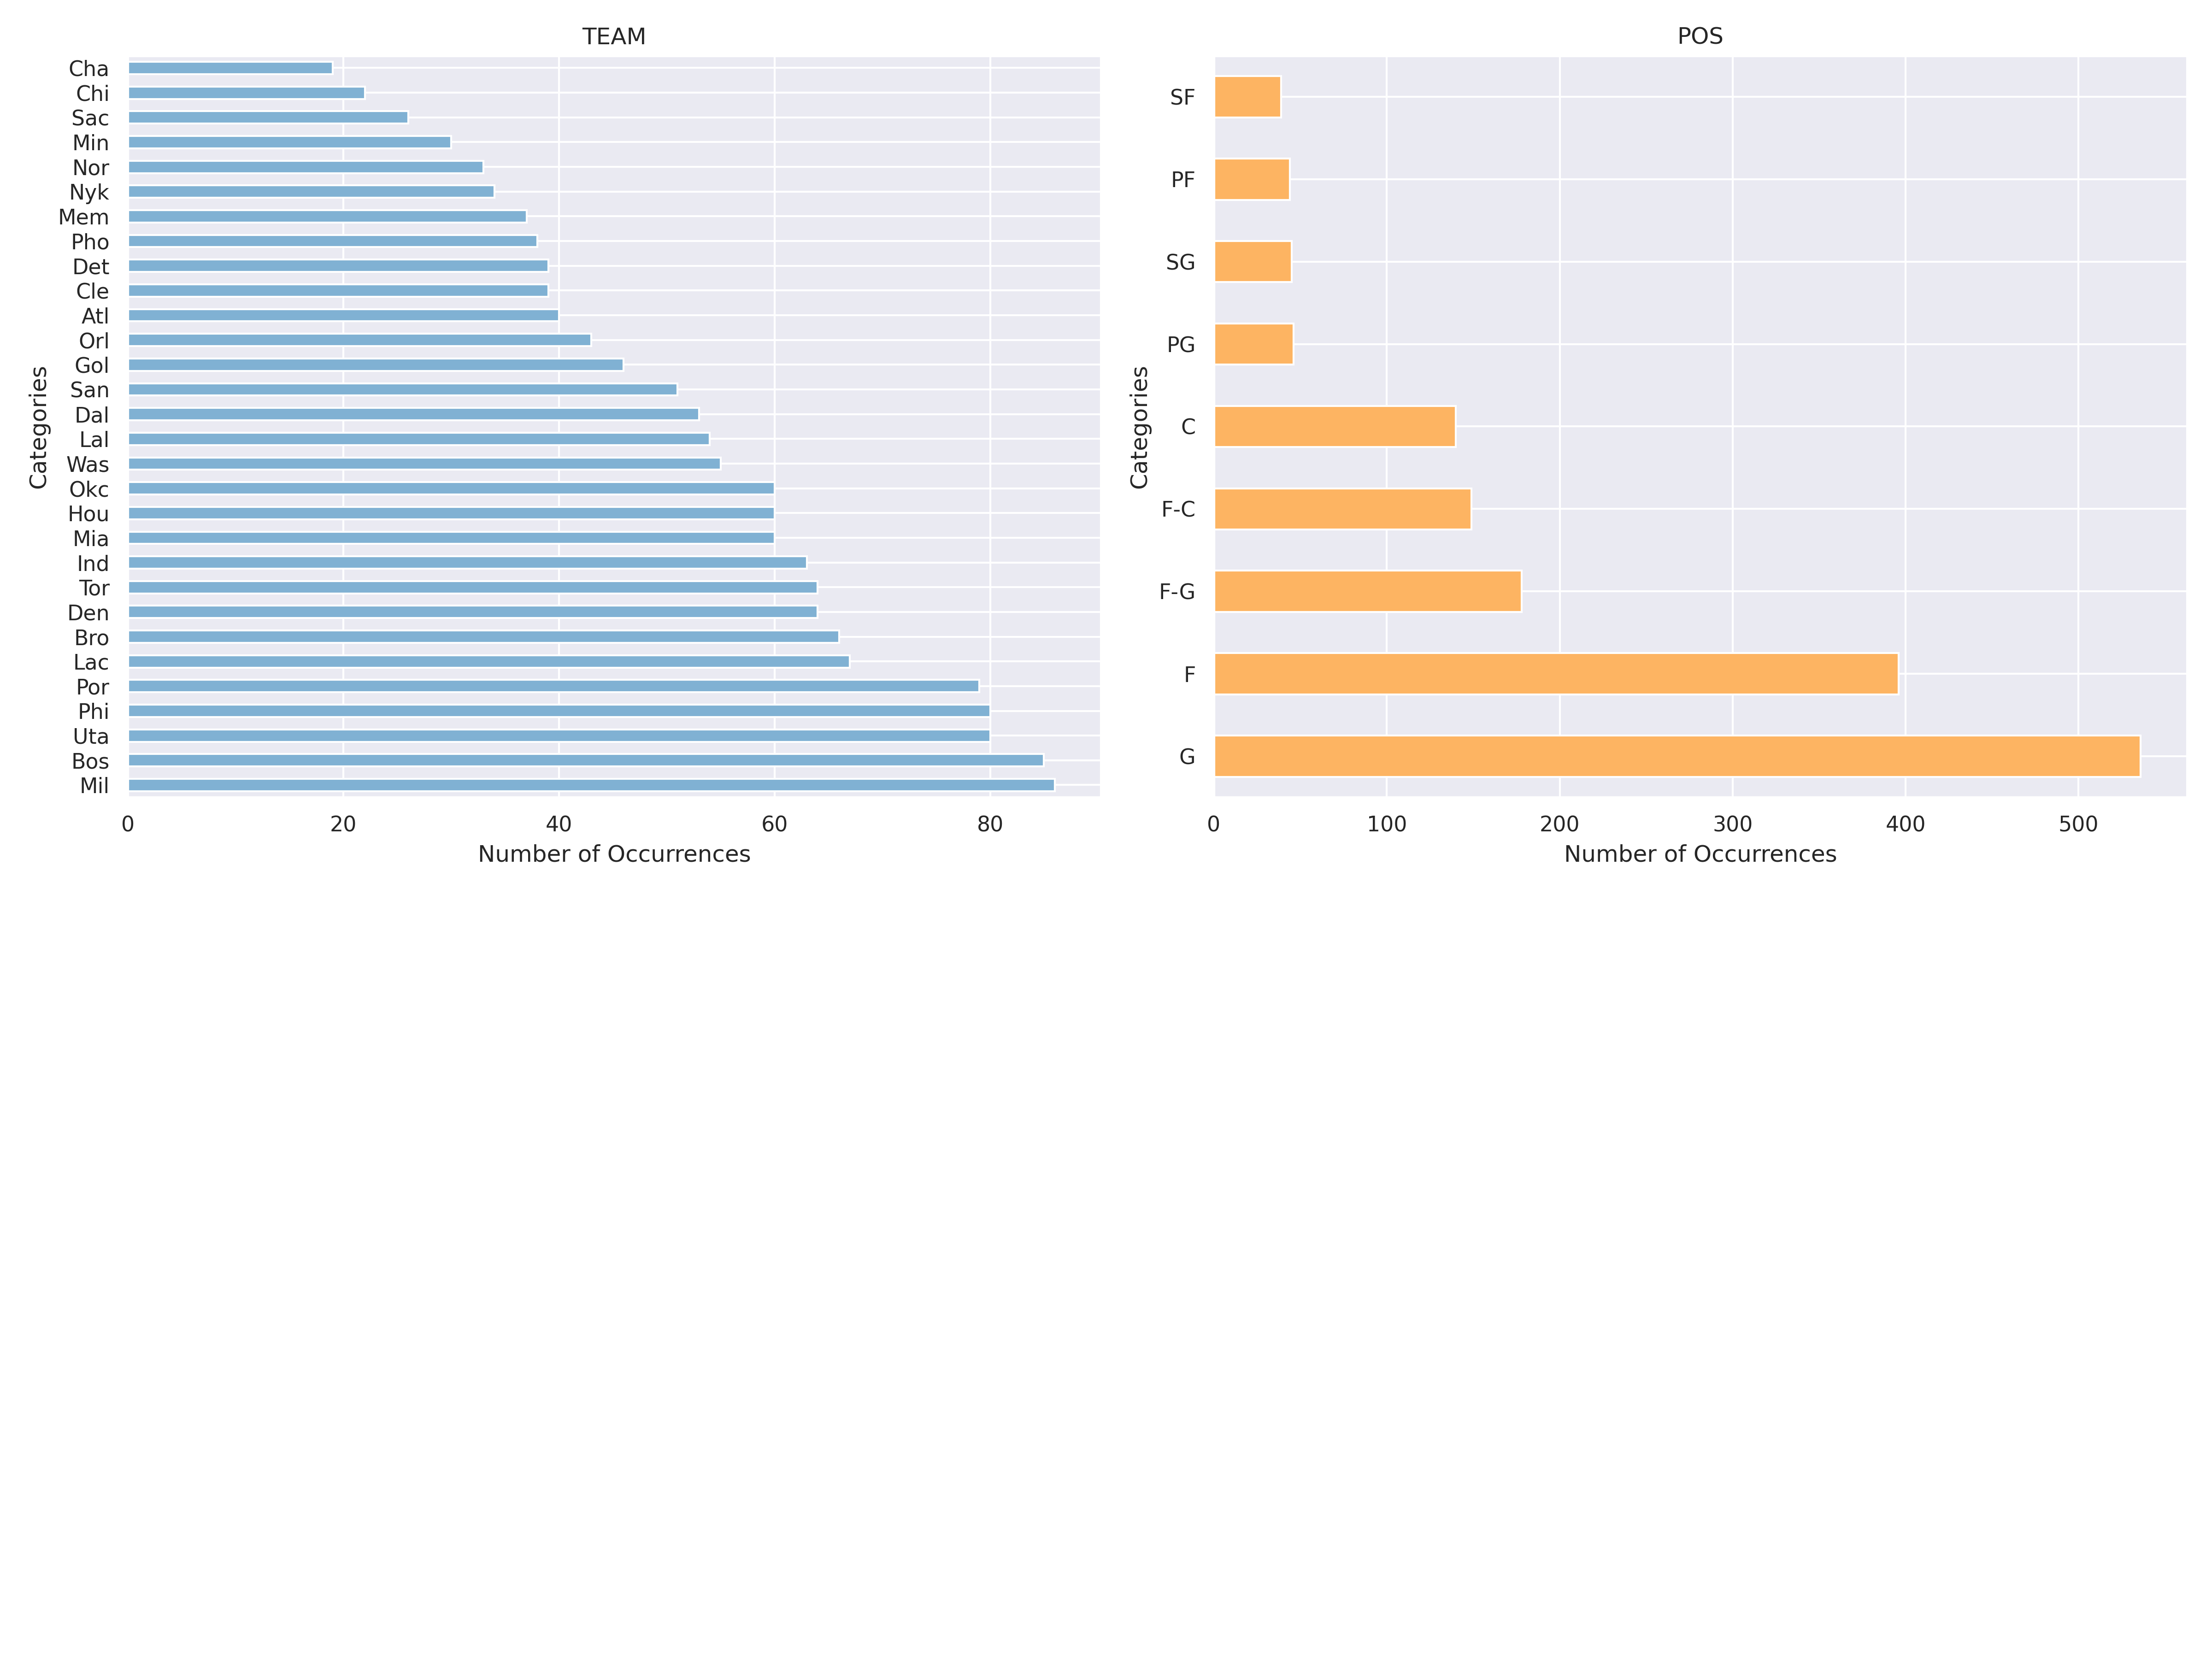 TEAM
Categories
Cha
Chi
Sac
Min
Nor
Nyk
Mem
Pho
Det
Cle
Atl
Orl
Gol
San
Dal
Lal
Was
Okc
Hou
Mia
Ind
Tor
Den
Bro
Lac
Por
Phi
Uta
Bos
Mil
0 20 40 60 80
Number of Occurrences
POS
Categories
SF
PF
SG
PG
C
F-C
F-G
F
G
0 100 200 300 400 500
Number of Occurrences